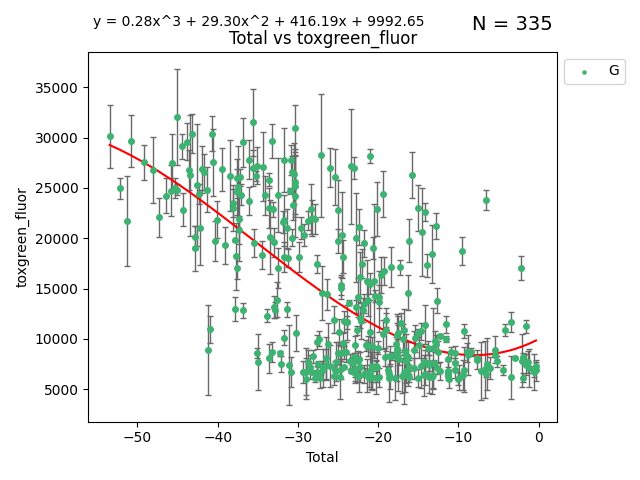 y = 0.28x^3 + 29.30x^2 + 416.19x + 9992.65
N = 335
Total vs toxgreen_fluor
G
35000
30000
25000
20000
15000
10000
5000
toxgreen_fluor
−50
−40
−30
−20
−10
0
Total